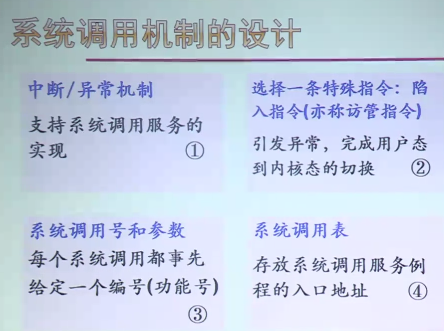 系统调用机制的设计
中断/异常机制
支持系统调用服务的
实现 ①
选择一条特殊指令：陷
入指令(亦称访管指令)
引发异常，完成用户态
到内核态的切换 ②
系统调用号和参数
每个系统调用都事先
给定一个编号(功能号)
③
系统调用表
存放系统调用服务例
程的入口地址 ④